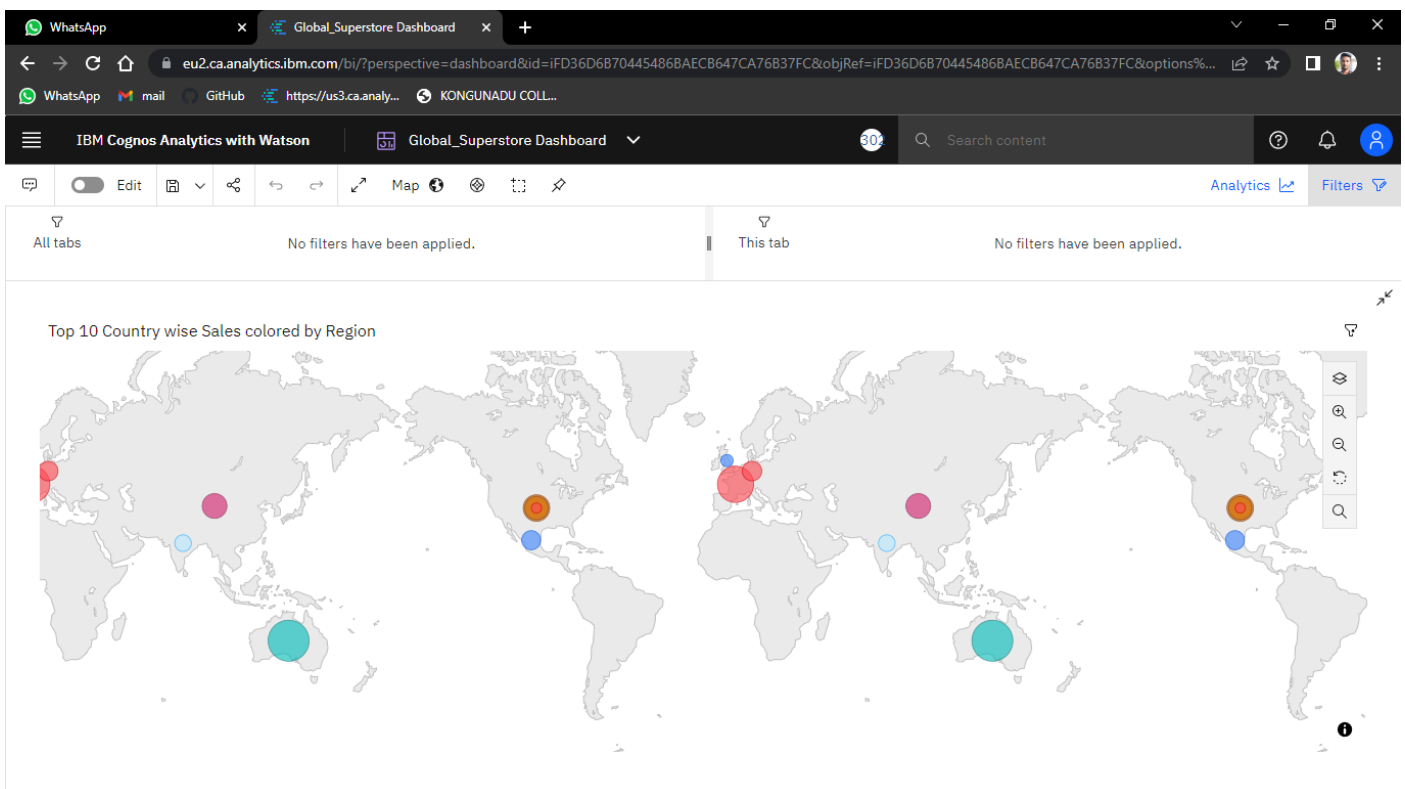 WhatsApp
Global_Superstore Dashboard
eu2.ca.analytics.ibm.com/bi/?perspective=dashboard&id=iFD36D6B70445486BAECB647CA76B37FC&objRef=iFD36D6B70445486BAECB647CA76B37FC&options%...
WhatsApp mail GitHub https://us3.ca.analy... KONGUNADU COLL...
IBM Cognos Analytics with Watson Global_Superstore Dashboard 302 Search content
Edit Map Analytics Filters
All tabs No filters have been applied. This tab No filters have been applied.
Top 10 Country wise Sales colored by Region